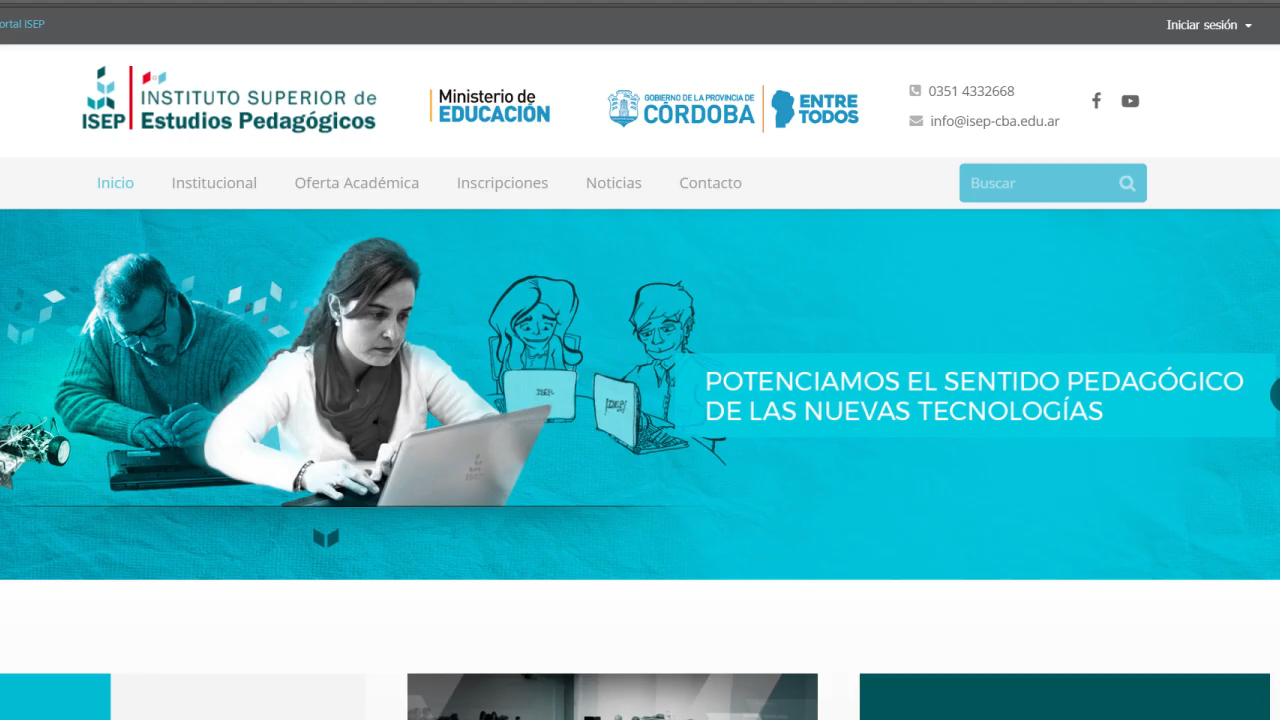 ortal ISEP
Iniciar sesión
ISEP
INSTITUTO SUPERIOR de
Estudios Pedagógicos
Ministerio de
EDUCACIÓN
GOBIERNO DE LA PROVINCIA DE
CÓRDOBA
ENTRE
TODOS
0351 4332668
info@isep-cba.edu.ar
Inicio Institucional Oferta Académica Inscripciones Noticias Contacto
Buscar
POTENCIAMOS EL SENTIDO PEDAGÓGICO
DE LAS NUEVAS TECNOLOGÍAS